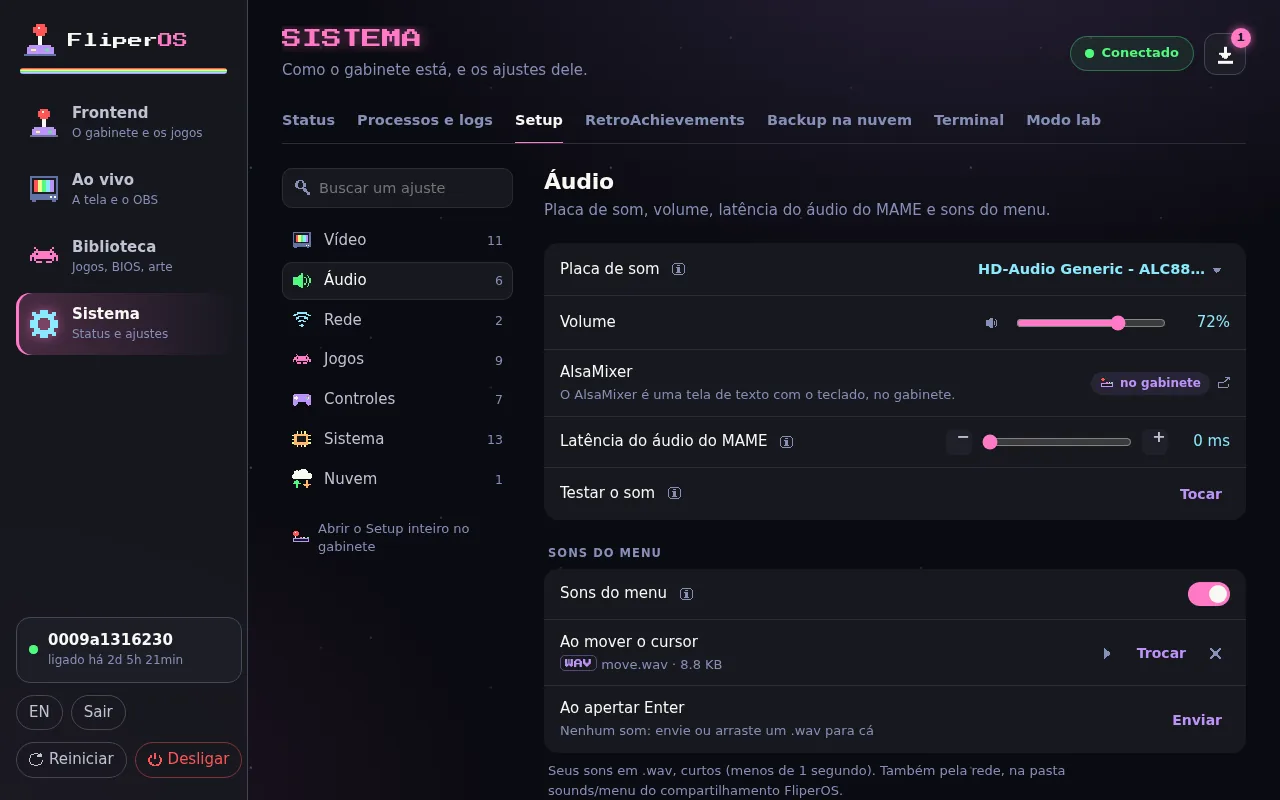 FliperOS
Frontend
O gabinete e os jogos
Ao vivo
A tela e o OBS
Biblioteca
Jogos, BIOS, arte
Sistema
Status e ajustes
0009a1316230
ligado há 2d 5h 21min
EN
Sair
Reiniciar
Desligar
SISTEMA
Como o gabinete está, e os ajustes dele.
Conectado
1
Status
Processos e logs
Setup
RetroAchievements
Backup na nuvem
Terminal
Modo lab
Buscar um ajuste
Vídeo 11
Áudio 6
Rede 2
Jogos 9
Controles 7
Sistema 13
Nuvem 1
Abrir o Setup inteiro no
gabinete
Áudio
Placa de som, volume, latência do áudio do MAME e sons do menu.
Placa de som
HD-Audio Generic - ALC88...
Volume
72%
AlsaMixer
O AlsaMixer é uma tela de texto com o teclado, no gabinete.
no gabinete
Latência do áudio do MAME
− +
0 ms
Testar o som
Tocar
SONS DO MENU
Sons do menu
Ao mover o cursor
WAV move.wav · 8.8 KB
Trocar
Ao apertar Enter
Nenhum som: envie ou arraste um .wav para cá
Enviar
Seus sons em .wav, curtos (menos de 1 segundo). Também pela rede, na pasta
sounds/menu do compartilhamento FliperOS.